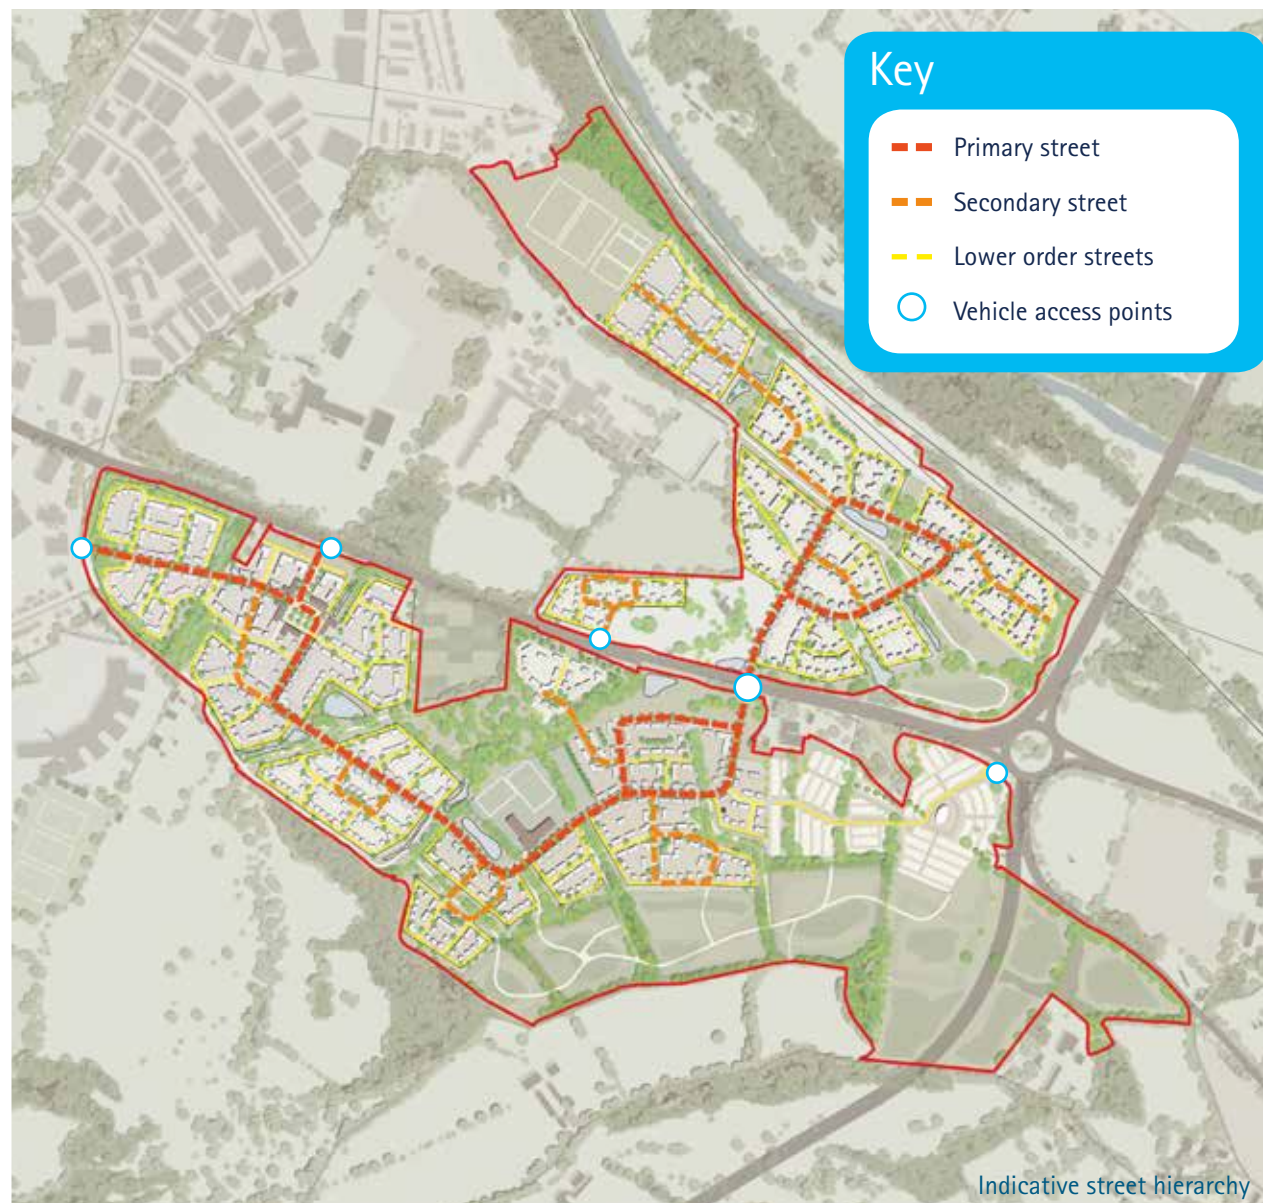 Key
Primary street
Secondary street
Lower order streets
Vehicle access points
Indicative street hierarchy